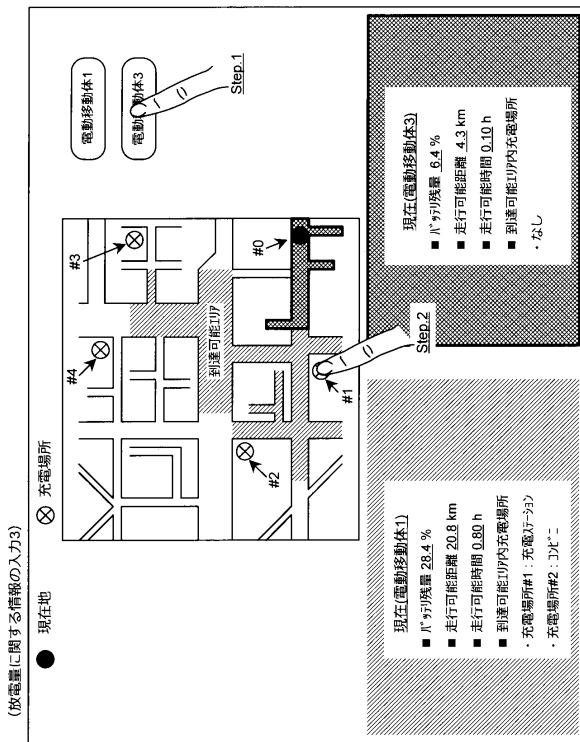 (放電量に関する情報の入力3)
● 現在地 ⊗ 充電場所
電動移動体1
電動移動体3
Step.1
#3
#4
#0
到達可能ｴﾘｱ
#1
#2
Step.2
現在(電動移動体1)
■ ﾊﾞｯﾃﾘ残量 28.4 %
■ 走行可能距離 20.8 km
■ 走行可能時間 0.80 h
■ 到達可能ｴﾘｱ内充電場所
・充電場所#1：充電ｽﾃｰｼｮﾝ
・充電場所#2：ｺﾝﾋﾞﾆ
現在(電動移動体3)
■ ﾊﾞｯﾃﾘ残量 6.4 %
■ 走行可能距離 4.3 km
■ 走行可能時間 0.10 h
■ 到達可能ｴﾘｱ内充電場所
・なし